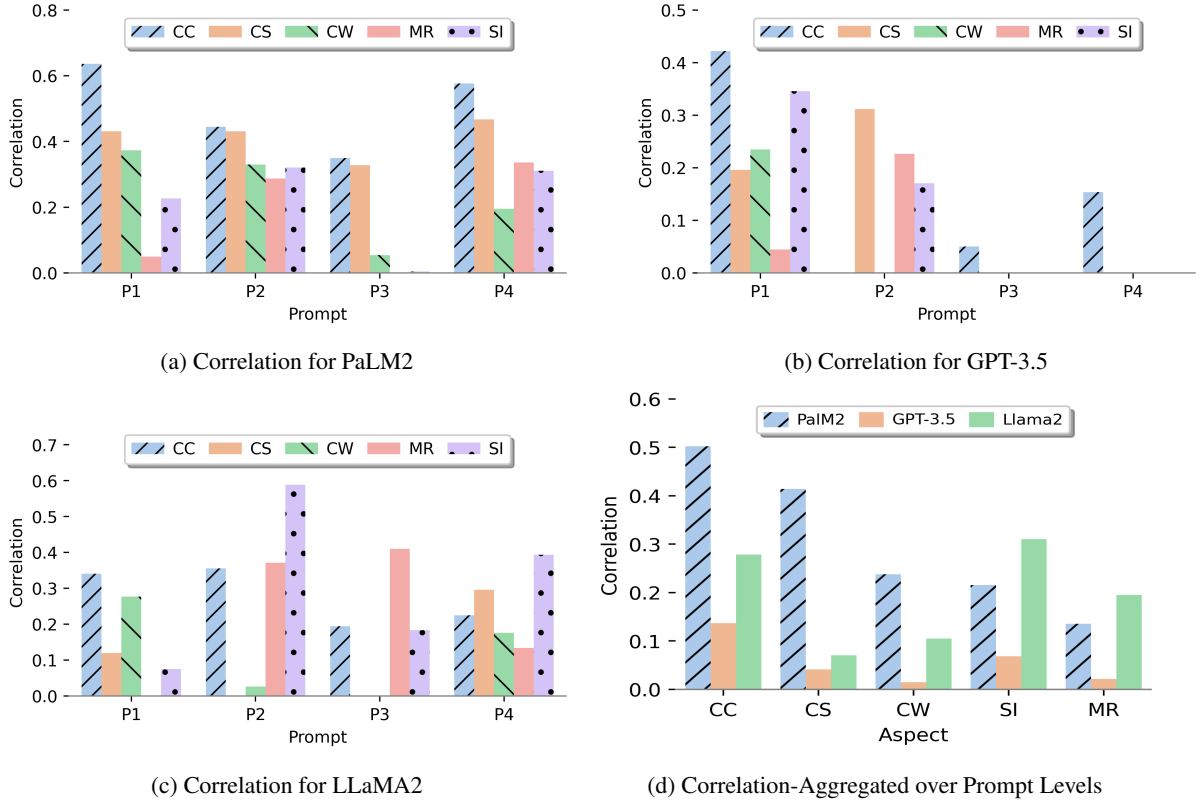 0.8
0.6
0.4
0.2
0.0
Correlation
CC CS CW MR SI
P1 P2 P3 P4
Prompt
(a) Correlation for PaLM2
0.5
0.4
0.3
0.2
0.1
0.0
Correlation
CC CS CW MR SI
P1 P2 P3 P4
Prompt
(b) Correlation for GPT-3.5
0.7
0.6
0.5
0.4
0.3
0.2
0.1
0.0
Correlation
CC CS CW MR SI
P1 P2 P3 P4
Prompt
(c) Correlation for LLaMA2
0.6
0.5
0.4
0.3
0.2
0.1
0.0
Correlation
PalM2 GPT-3.5 Llama2
CC CS CW SI MR
Aspect
(d) Correlation-Aggregated over Prompt Levels